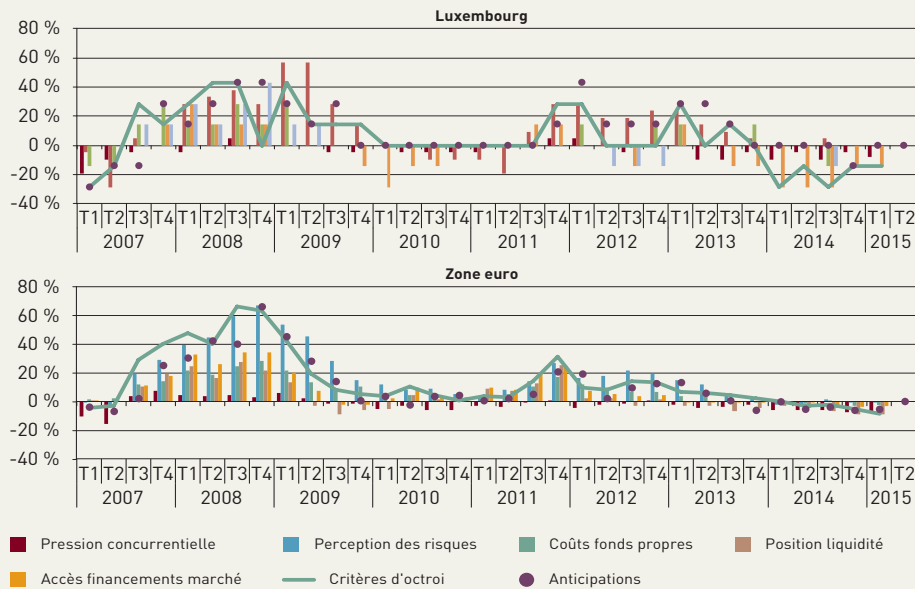 Luxembourg
80 %
60 %
40 %
20 %
0 %
-20 %
-40 %
T1 T2 T3 T4 T1 T2 T3 T4 T1 T2 T3 T4 T1 T2 T3 T4 T1 T2 T3 T4 T1 T2 T3 T4 T1 T2 T3 T4 T1 T2 T3 T4 T1 T2
2007 2008 2009 2010 2011 2012 2013 2014 2015
Zone euro
80 %
60 %
40 %
20 %
0 %
-20 %
-40 %
T1 T2 T3 T4 T1 T2 T3 T4 T1 T2 T3 T4 T1 T2 T3 T4 T1 T2 T3 T4 T1 T2 T3 T4 T1 T2 T3 T4 T1 T2 T3 T4 T1 T2
2007 2008 2009 2010 2011 2012 2013 2014 2015
Pression concurrentielle Perception des risques Coûts fonds propres Position liquidité
Accès financements marché Critères d'octroi Anticipations